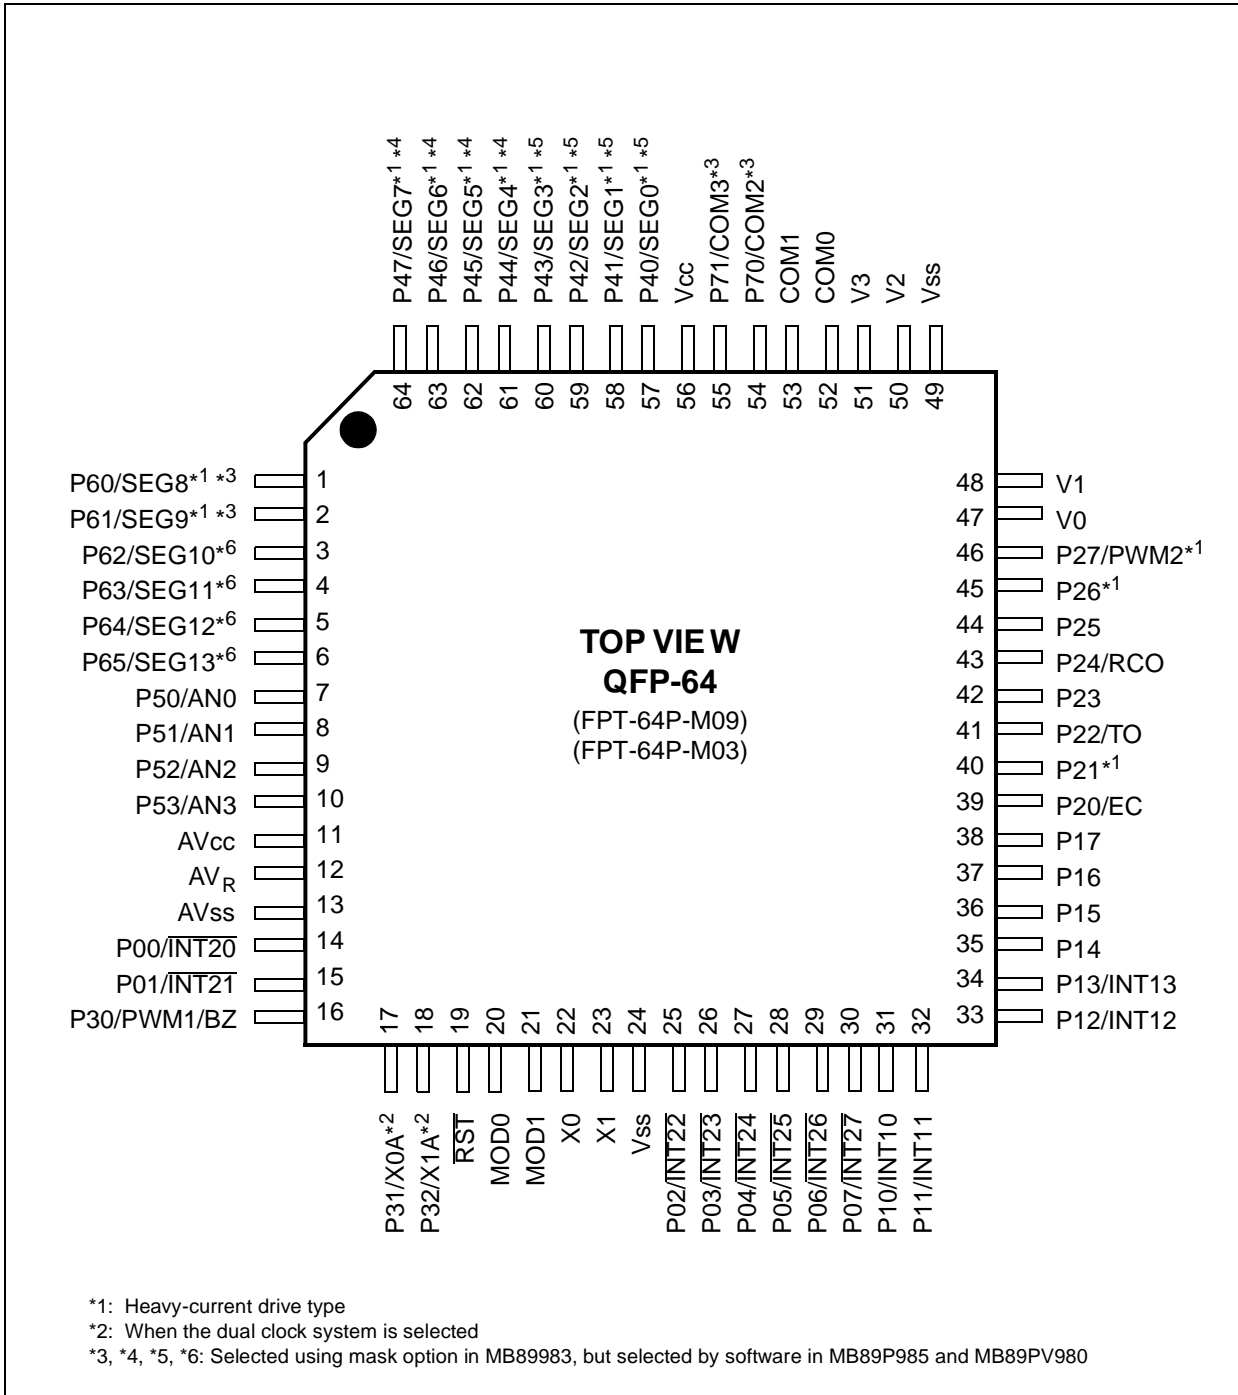 P47/SEG7*1 *4
P46/SEG6*1 *4
P45/SEG5*1 *4
P44/SEG4*1 *4
P43/SEG3*1 *5
P42/SEG2*1 *5
P41/SEG1*1 *5
P40/SEG0*1 *5
Vcc
P71/COM3*3
P70/COM2*3
COM1
COM0
V3
V2
Vss
64
63
62
61
60
59
58
57
56
55
54
53
52
51
50
49
P60/SEG8*1 *3 1
P61/SEG9*1 *3 2
P62/SEG10*6 3
P63/SEG11*6 4
P64/SEG12*6 5
P65/SEG13*6 6
P50/AN0 7
P51/AN1 8
P52/AN2 9
P53/AN3 10
AVcc 11
AVR 12
AVss 13
P00/INT20 14
P01/INT21 15
P30/PWM1/BZ 16
TOP VIEW
QFP-64
(FPT-64P-M09)
(FPT-64P-M03)
48 V1
47 V0
46 P27/PWM2*1
45 P26*1
44 P25
43 P24/RCO
42 P23
41 P22/TO
40 P21*1
39 P20/EC
38 P17
37 P16
36 P15
35 P14
34 P13/INT13
33 P12/INT12
17
18
19
20
21
22
23
24
25
26
27
28
29
30
31
32
P31/X0A*2
P32/X1A*2
RST
MOD0
MOD1
X0
X1
Vss
P02/INT22
P03/INT23
P04/INT24
P05/INT25
P06/INT26
P07/INT27
P10/INT10
P11/INT11
*1: Heavy-current drive type
*2: When the dual clock system is selected
*3, *4, *5, *6: Selected using mask option in MB89983, but selected by software in MB89P985 and MB89PV980